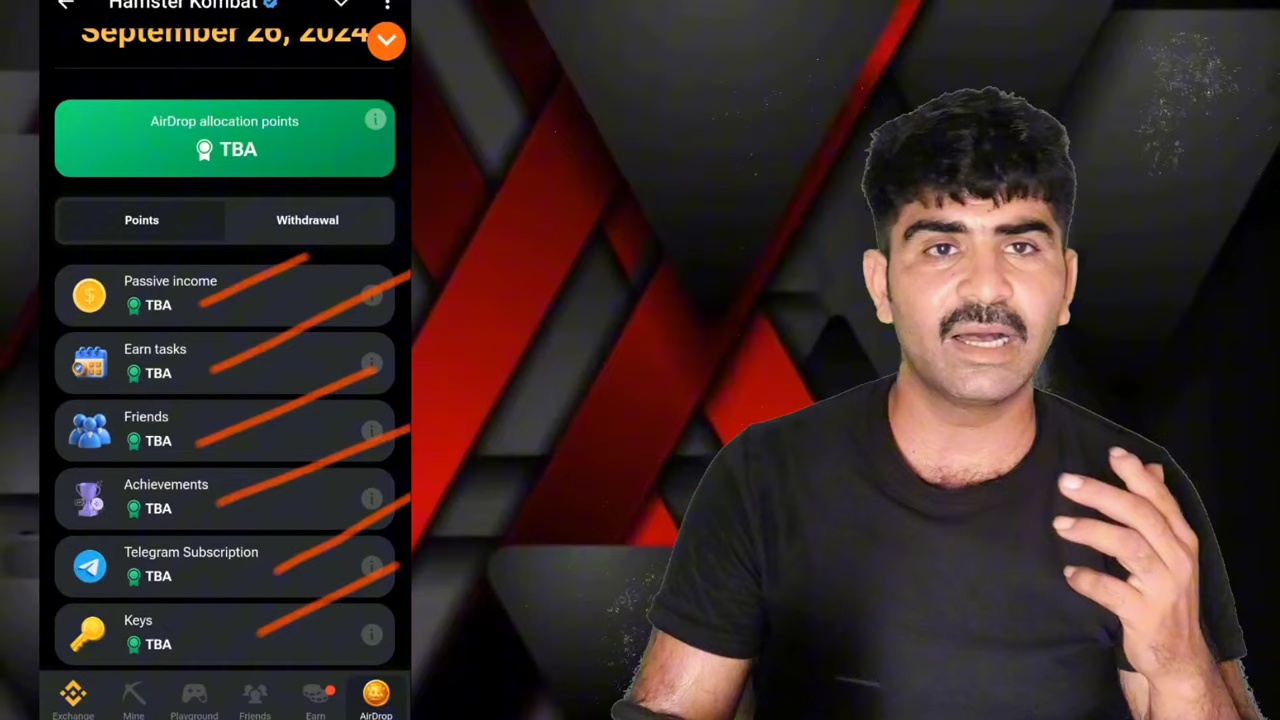 Hamster Kombat
September 26, 2024
AirDrop allocation points
TBA
Points
Withdrawal
Passive income
TBA
Earn tasks
TBA
Friends
TBA
Achievements
TBA
Telegram Subscription
TBA
Keys
TBA
Exchange
Mine
Playground
Friends
Earn
AirDrop